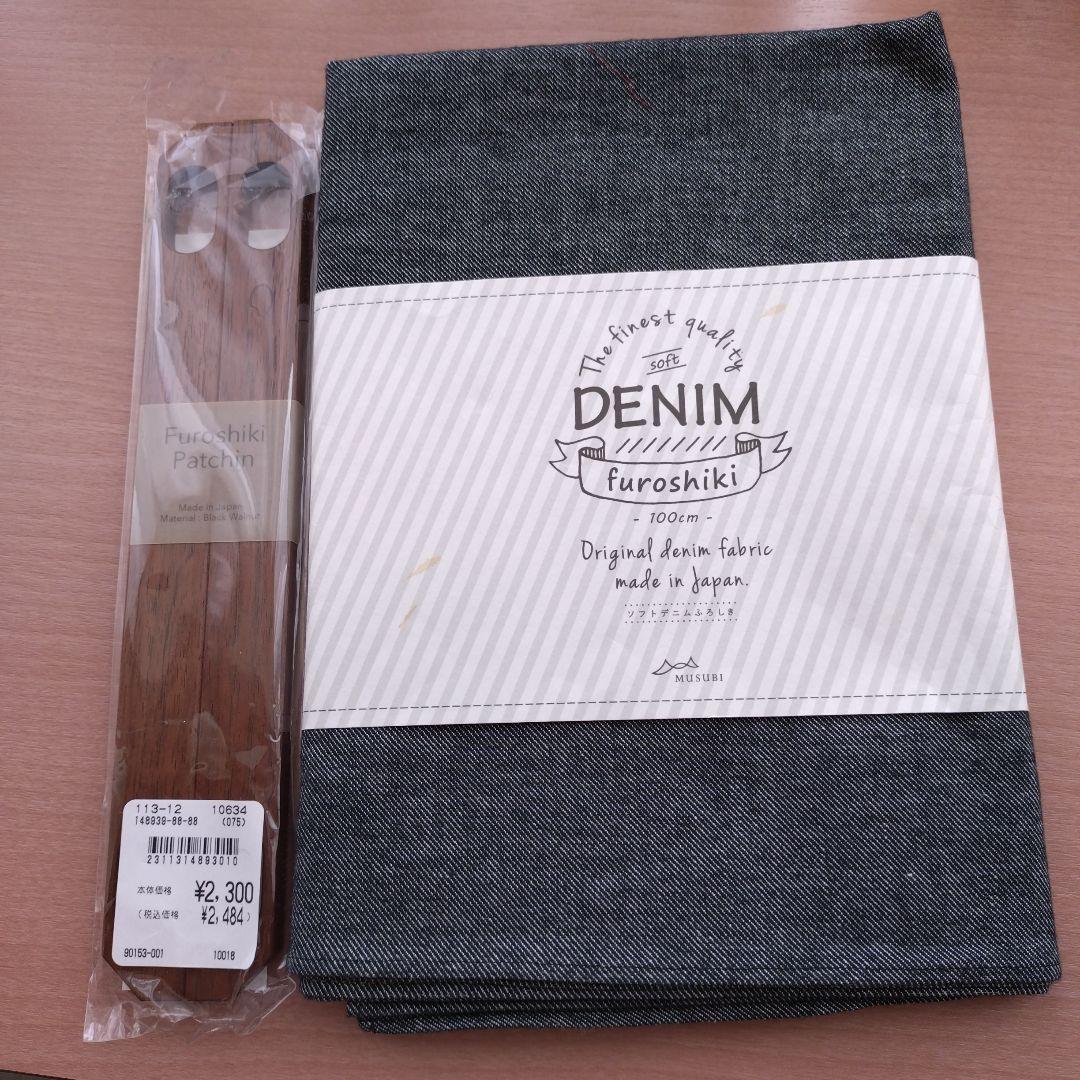 Furoshiki
Patchin
Made in Japan
Material : Black Walnut
113-12 10634
148939-88-88 (075)
2311314893010
本体価格 ¥2,300
(税込価格 ¥2,484)
90153-001 10018
The finest quality
soft
DENIM
furoshiki
- 100cm -
Original denim fabric
made in Japan.
ソフトデニムふろしき
MUSUBI